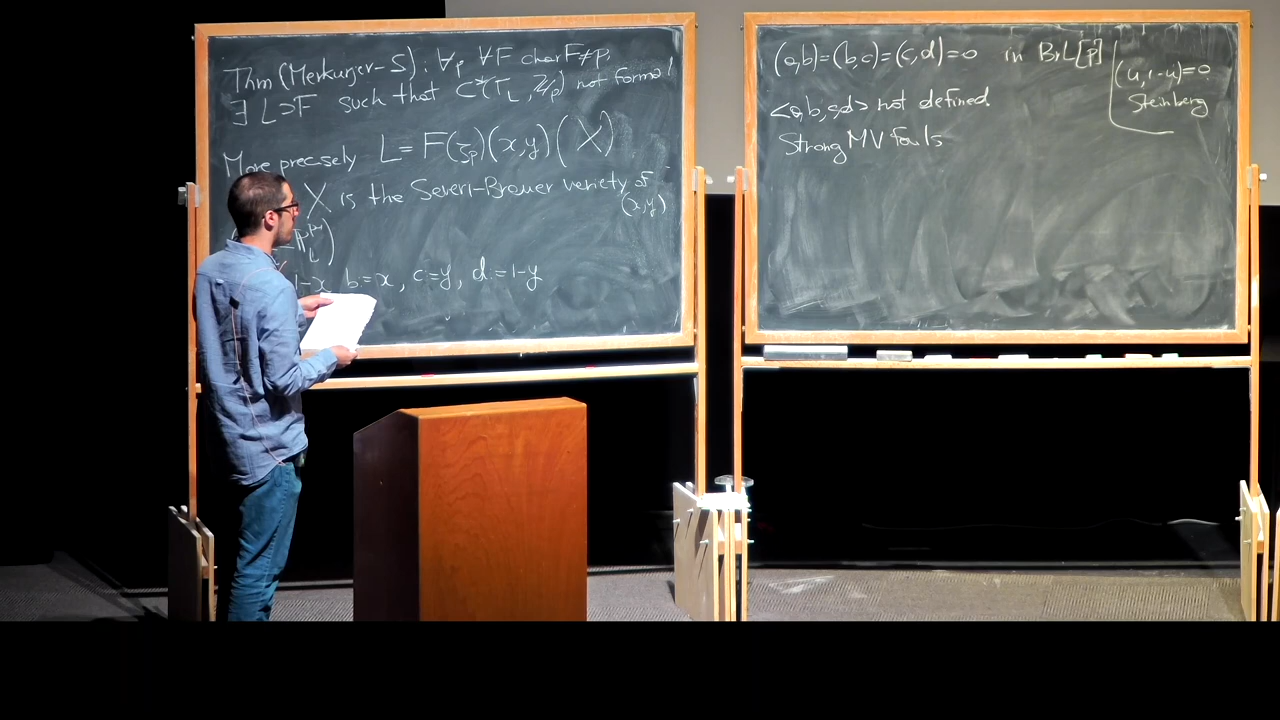 Thm (Merkurjev–S): ∀p ∀F char F≠p,
∃ L⊃F such that C*(Γ_L, ℤ/p) not formal
More precisely L = F(ζ_p)(x,y)(X)
X is the Severi-Brauer variety of
(x,y)
1-x, b=x, c=y, d:=1-y
(a,b)=(b,c)=(c,d)=0 in Br L[p]
(u,1-u)=0
Steinberg
<a,b,c,d> not defined
Strong MV fails